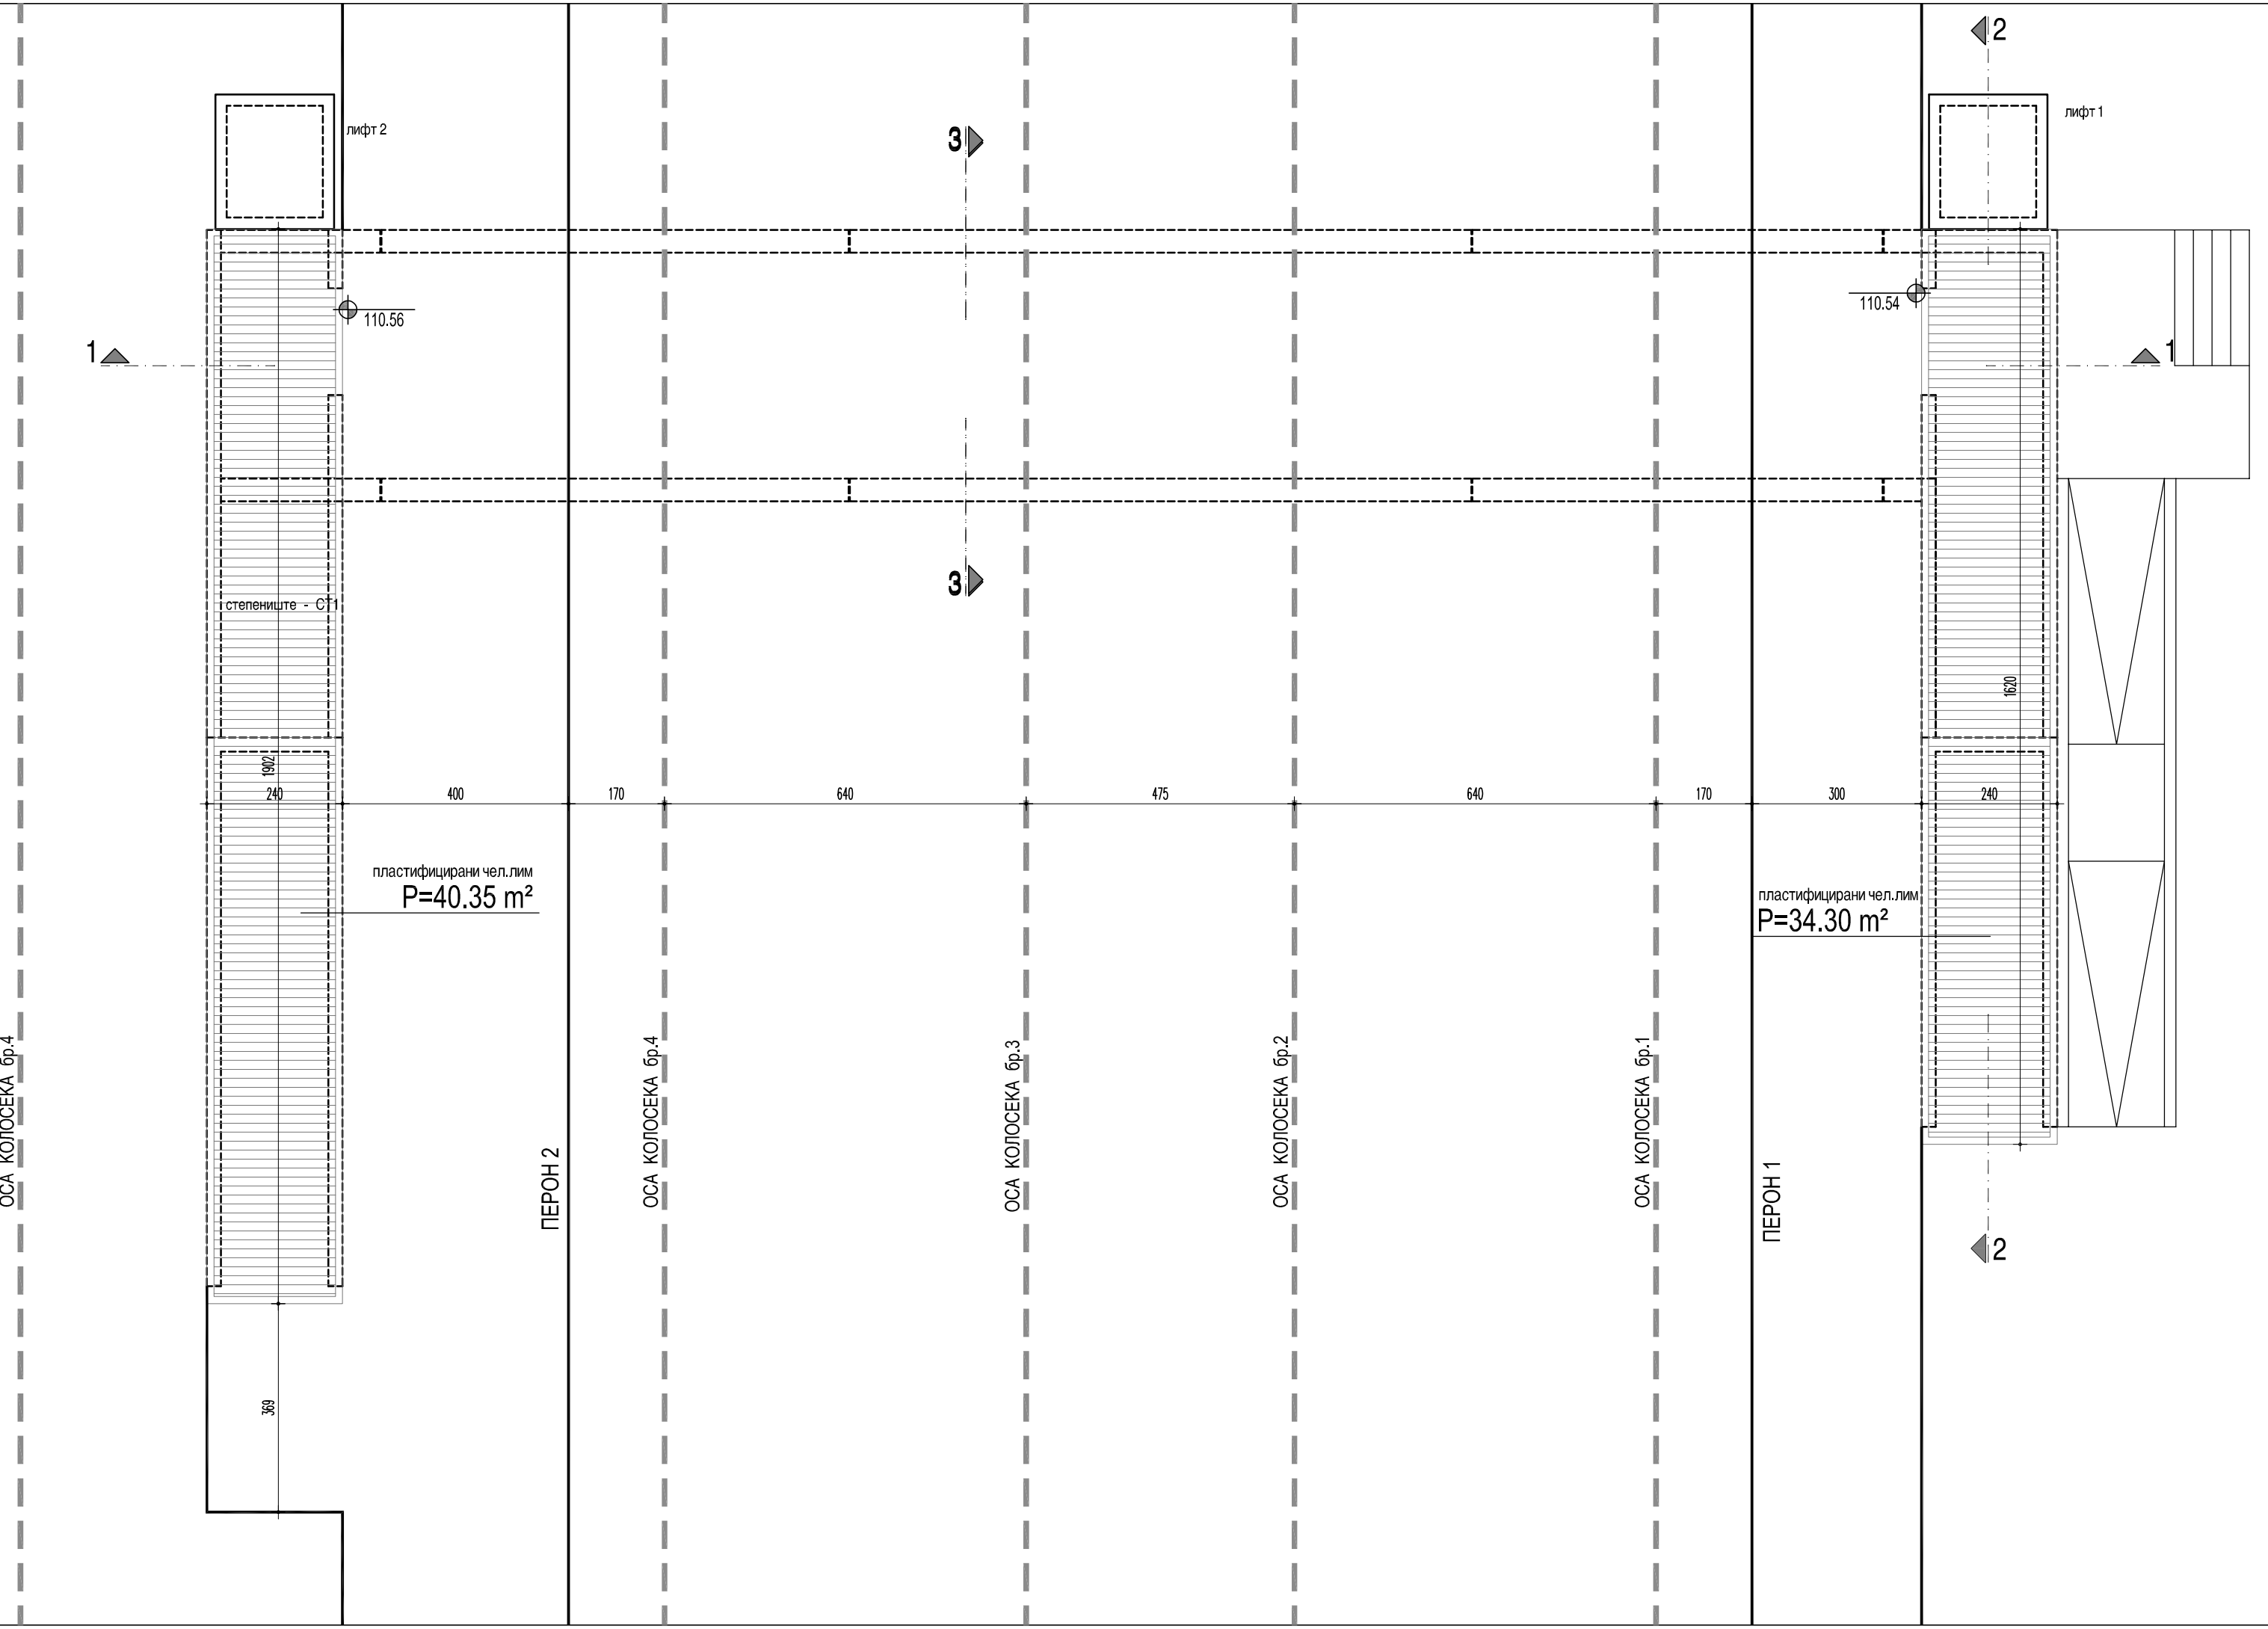 2
лифт 1
лифт 2
3
110.56
110.54
1
1
3
степениште - СТ1
1620
1902
240
400
170
640
475
640
170
300
240
пластифицирани чел.лим
P=40.35 m²
пластифицирани чел.лим
P=34.30 m²
ОСА КОЛОСЕКА бр.4
ПЕРОН 2
ОСА КОЛОСЕКА бр.4
ОСА КОЛОСЕКА бр.3
ОСА КОЛОСЕКА бр.2
ОСА КОЛОСЕКА бр.1
ПЕРОН 1
2
369